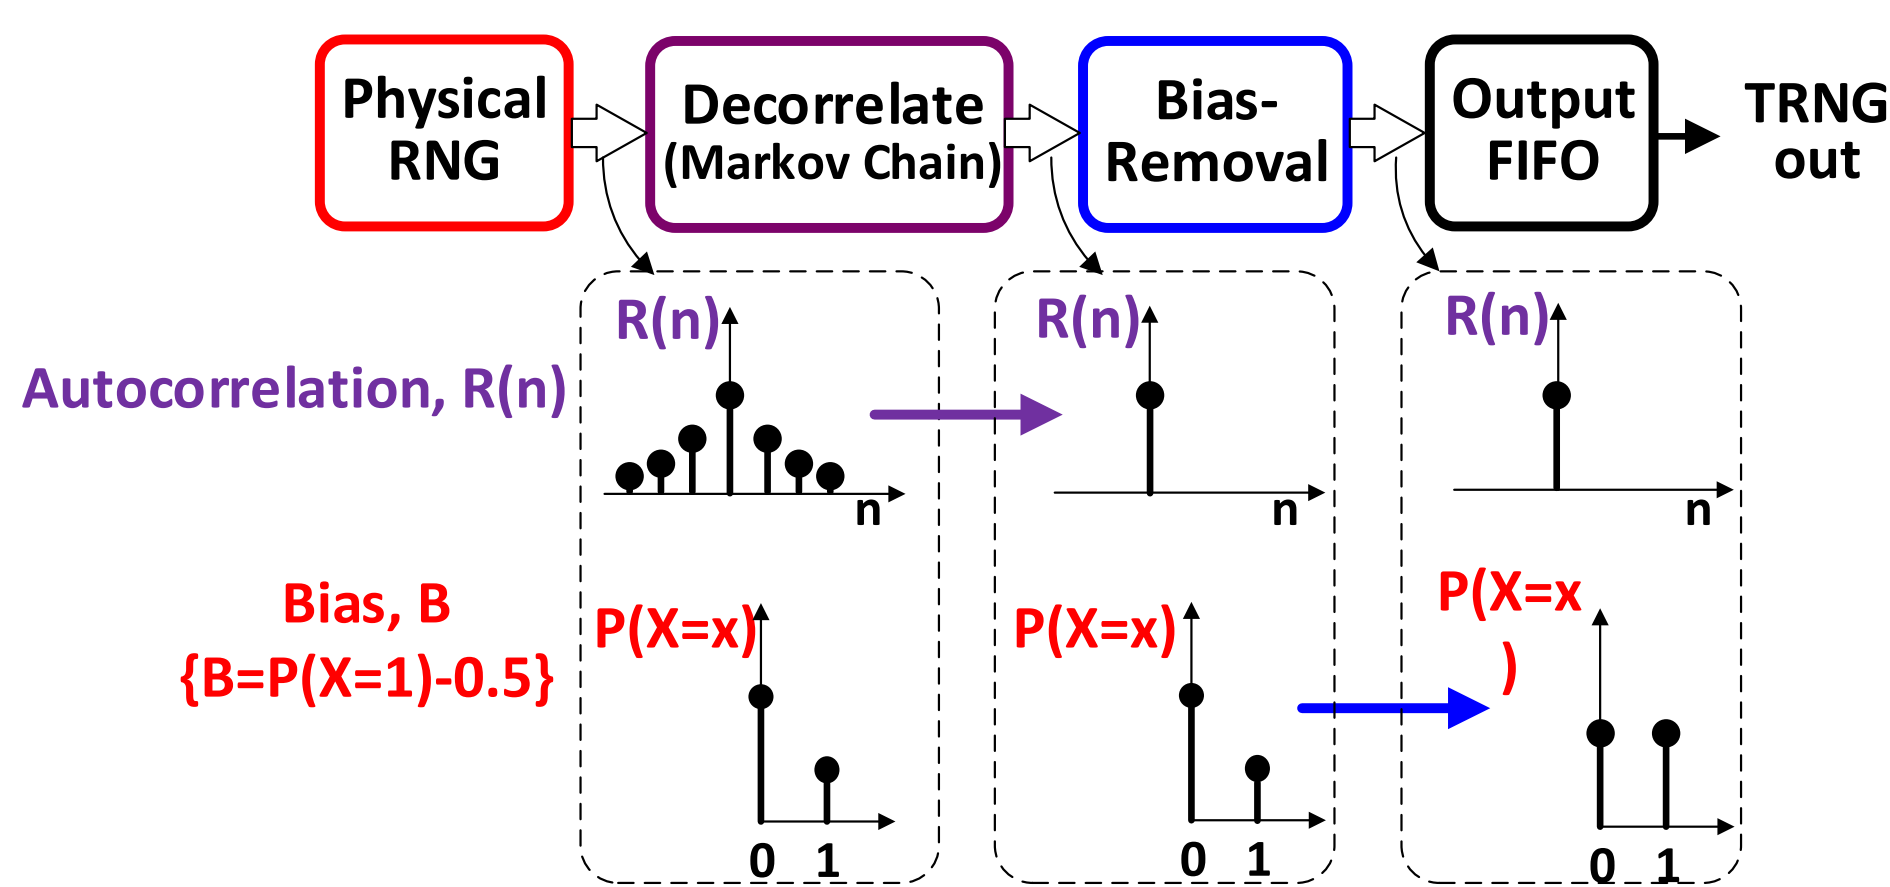 Physical
RNG
Decorrelate
(Markov Chain)
Bias-
Removal
Output
FIFO
TRNG
out
Autocorrelation, R(n)
R(n)
n
R(n)
n
R(n)
n
Bias, B
{B=P(X=1)-0.5}
P(X=x)
0 1
P(X=x)
0 1
P(X=x
)
0 1